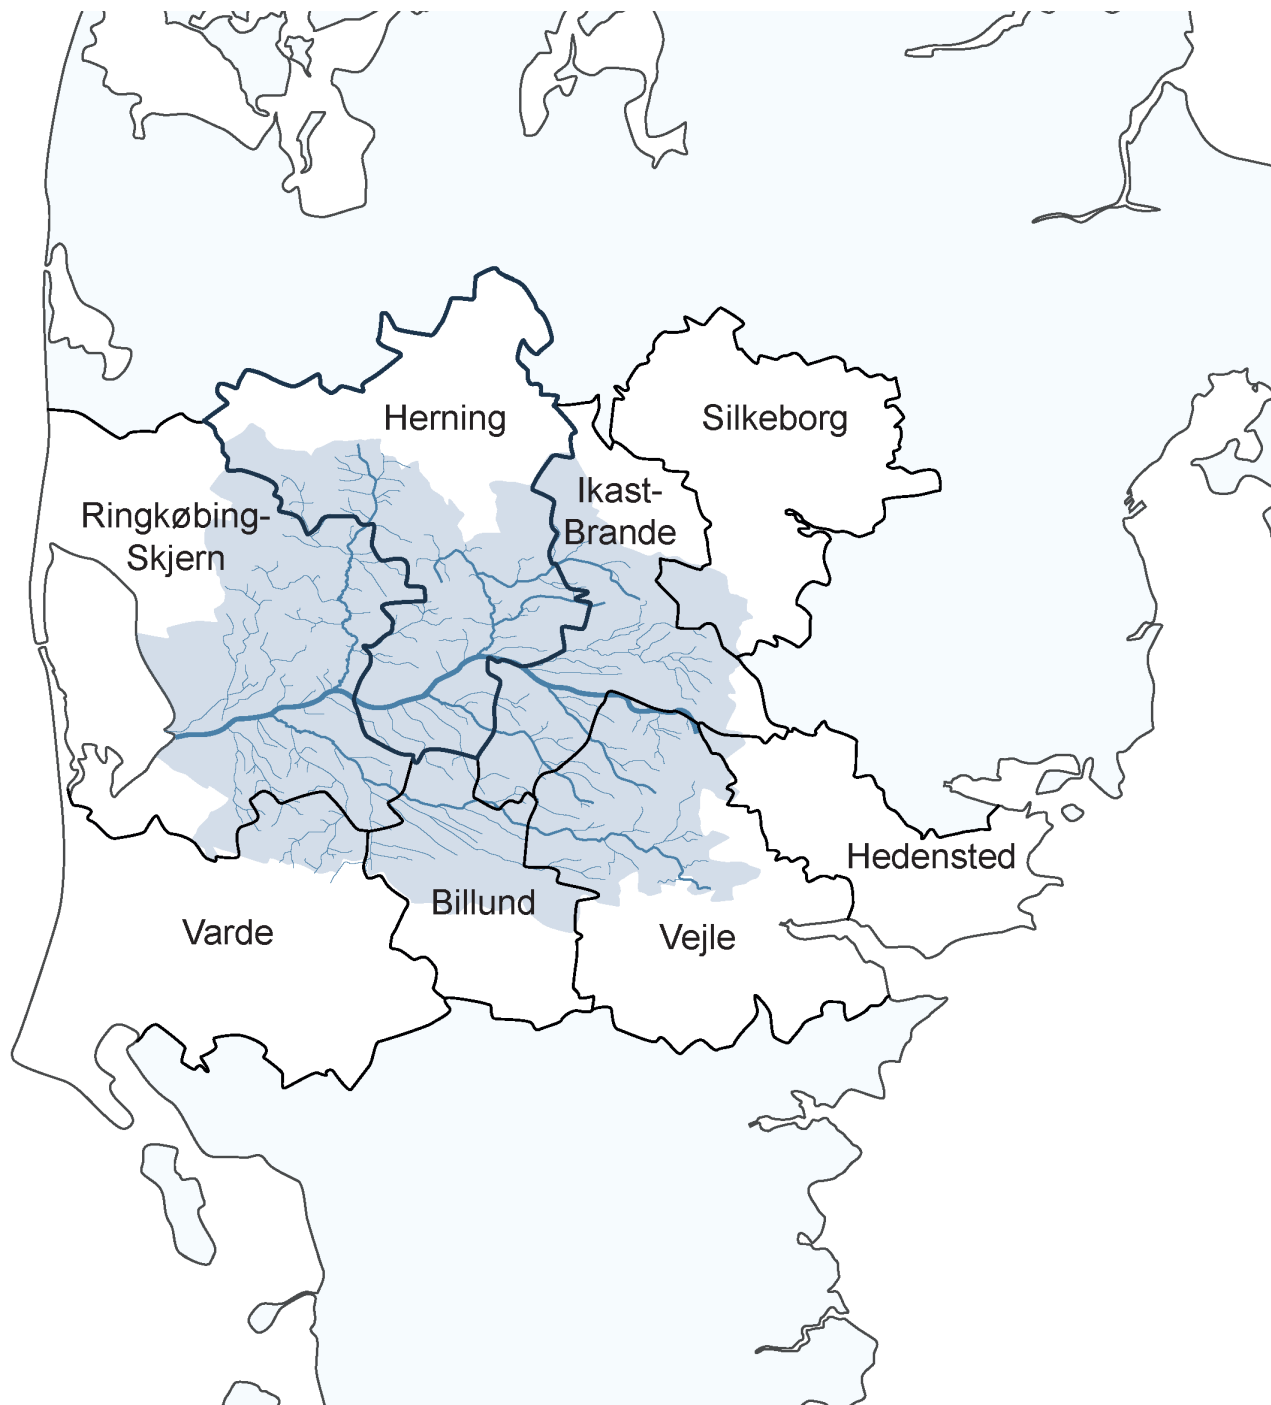 Herning
Silkeborg
Ikast-
Brande
Ringkøbing-
Skjern
Hedensted
Billund
Varde
Vejle